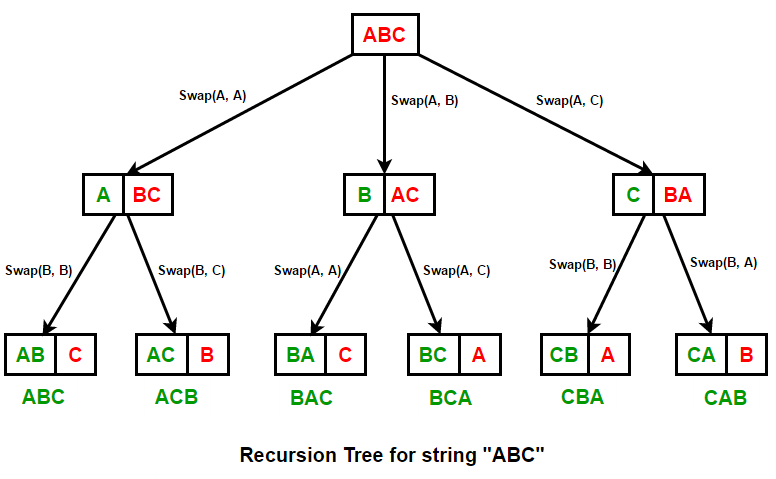 ABC
Swap(A, A)
Swap(A, B)
Swap(A, C)
A BC
B AC
C BA
Swap(B, B)
Swap(B, C)
Swap(A, A)
Swap(A, C)
Swap(B, B)
Swap(B, A)
AB C
AC B
BA C
BC A
CB A
CA B
ABC
ACB
BAC
BCA
CBA
CAB
Recursion Tree for string "ABC"